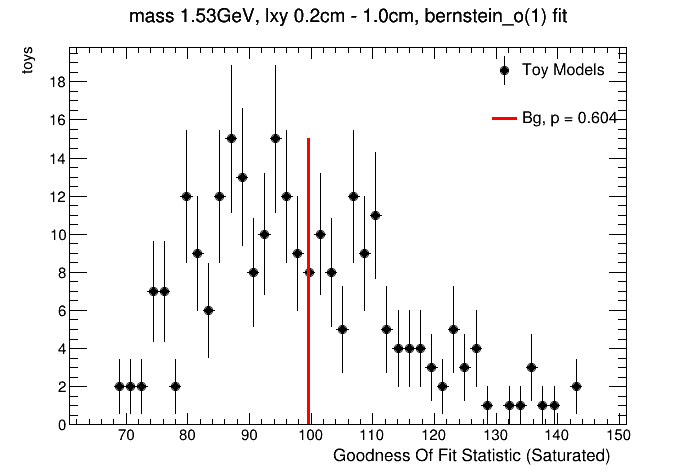 mass 1.53GeV, lxy 0.2cm - 1.0cm, bernstein_o(1) fit
toys
Toy Models
Bg, p = 0.604
18
16
14
12
10
8
6
4
2
0
70 80 90 100 110 120 130 140 150
Goodness Of Fit Statistic (Saturated)